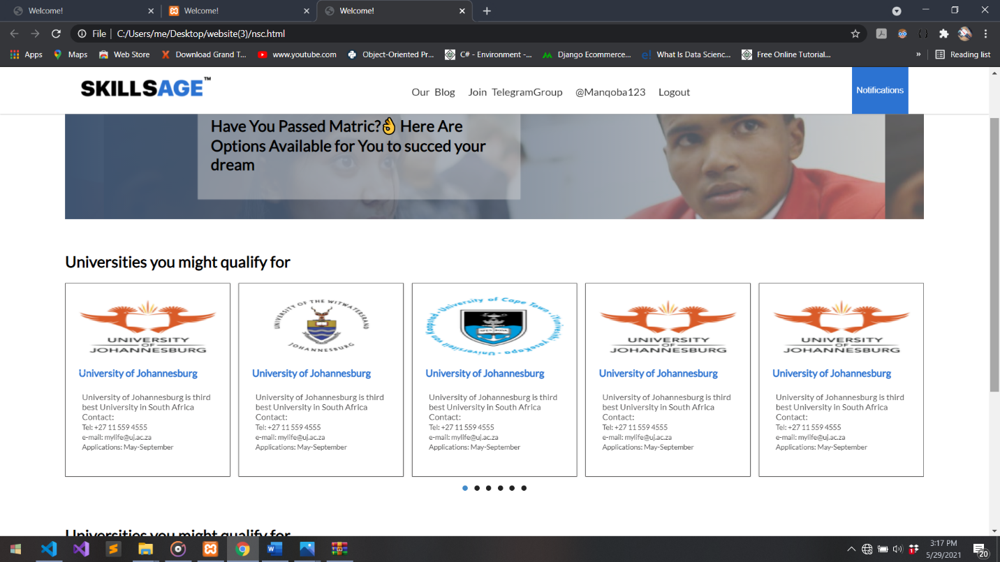 Welcome!
Welcome!
Welcome!
File
C:/Users/me/Desktop/website(3)/nsc.html
Apps
Maps
Web Store
Download Grand T...
www.youtube.com
Object-Oriented Pr...
C# - Environment -...
Django Ecommerce...
What Is Data Scienc...
Free Online Tutorial...
»
Reading list
SKILLSAGE™
Our Blog
Join TelegramGroup
@Manqoba123
Logout
Notifications
Have You Passed Matric?👌 Here Are
Options Available for You to succed your
dream
Universities you might qualify for
UNIVERSITY
OF
JOHANNESBURG
University of Johannesburg
University of Johannesburg is third
best University in South Africa
Contact:
Tel: +27 11 559 4555
e-mail: mylife@uj.ac.za
Applications: May-September
UNIVERSITY OF THE WITWATERSRAND
JOHANNESBURG
University of Johannesburg
University of Johannesburg is third
best University in South Africa
Contact:
Tel: +27 11 559 4555
e-mail: mylife@uj.ac.za
Applications: May-September
University of Cape Town · iYunivesithi yaseKapa · Universiteit van Kaapstad
University of Johannesburg
University of Johannesburg is third
best University in South Africa
Contact:
Tel: +27 11 559 4555
e-mail: mylife@uj.ac.za
Applications: May-September
UNIVERSITY
OF
JOHANNESBURG
University of Johannesburg
University of Johannesburg is third
best University in South Africa
Contact:
Tel: +27 11 559 4555
e-mail: mylife@uj.ac.za
Applications: May-September
UNIVERSITY
OF
JOHANNESBURG
University of Johannesburg
University of Johannesburg is third
best University in South Africa
Contact:
Tel: +27 11 559 4555
e-mail: mylife@uj.ac.za
Applications: May-September
Universities you might qualify for
3:17 PM
5/29/2021
20